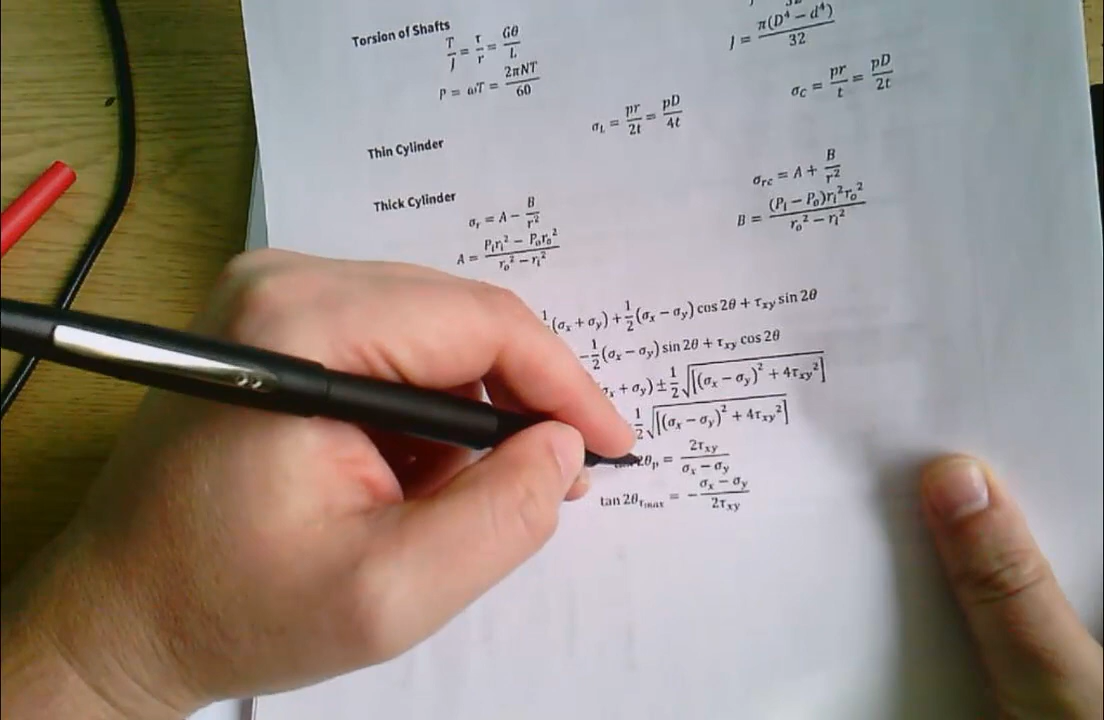 Torsion of Shafts
T/J = τ/r = Gθ/L
J = π(D⁴ − d⁴)/32
P = ωT = 2πNT/60
Thin Cylinder
σ_L = pr/2t = pD/4t
σ_C = pr/t = pD/2t
Thick Cylinder
σ_r = A − B/r²
σ_rc = A + B/r²
A = (P_i r_i² − P_o r_o²)/(r_o² − r_i²)
B = (P_i − P_o)r_i² r_o²/(r_o² − r_i²)
(σ_x + σ_y) + 1/2(σ_x − σ_y) cos 2θ + τ_xy sin 2θ
−1/2(σ_x − σ_y) sin 2θ + τ_xy cos 2θ
σ_x + σ_y) ± 1/2 √[(σ_x − σ_y)² + 4τ_xy²]
1/2 √[(σ_x − σ_y)² + 4τ_xy²]
2θ_p = 2τ_xy/(σ_x − σ_y)
tan 2θ_τmax = − (σ_x − σ_y)/2τ_xy